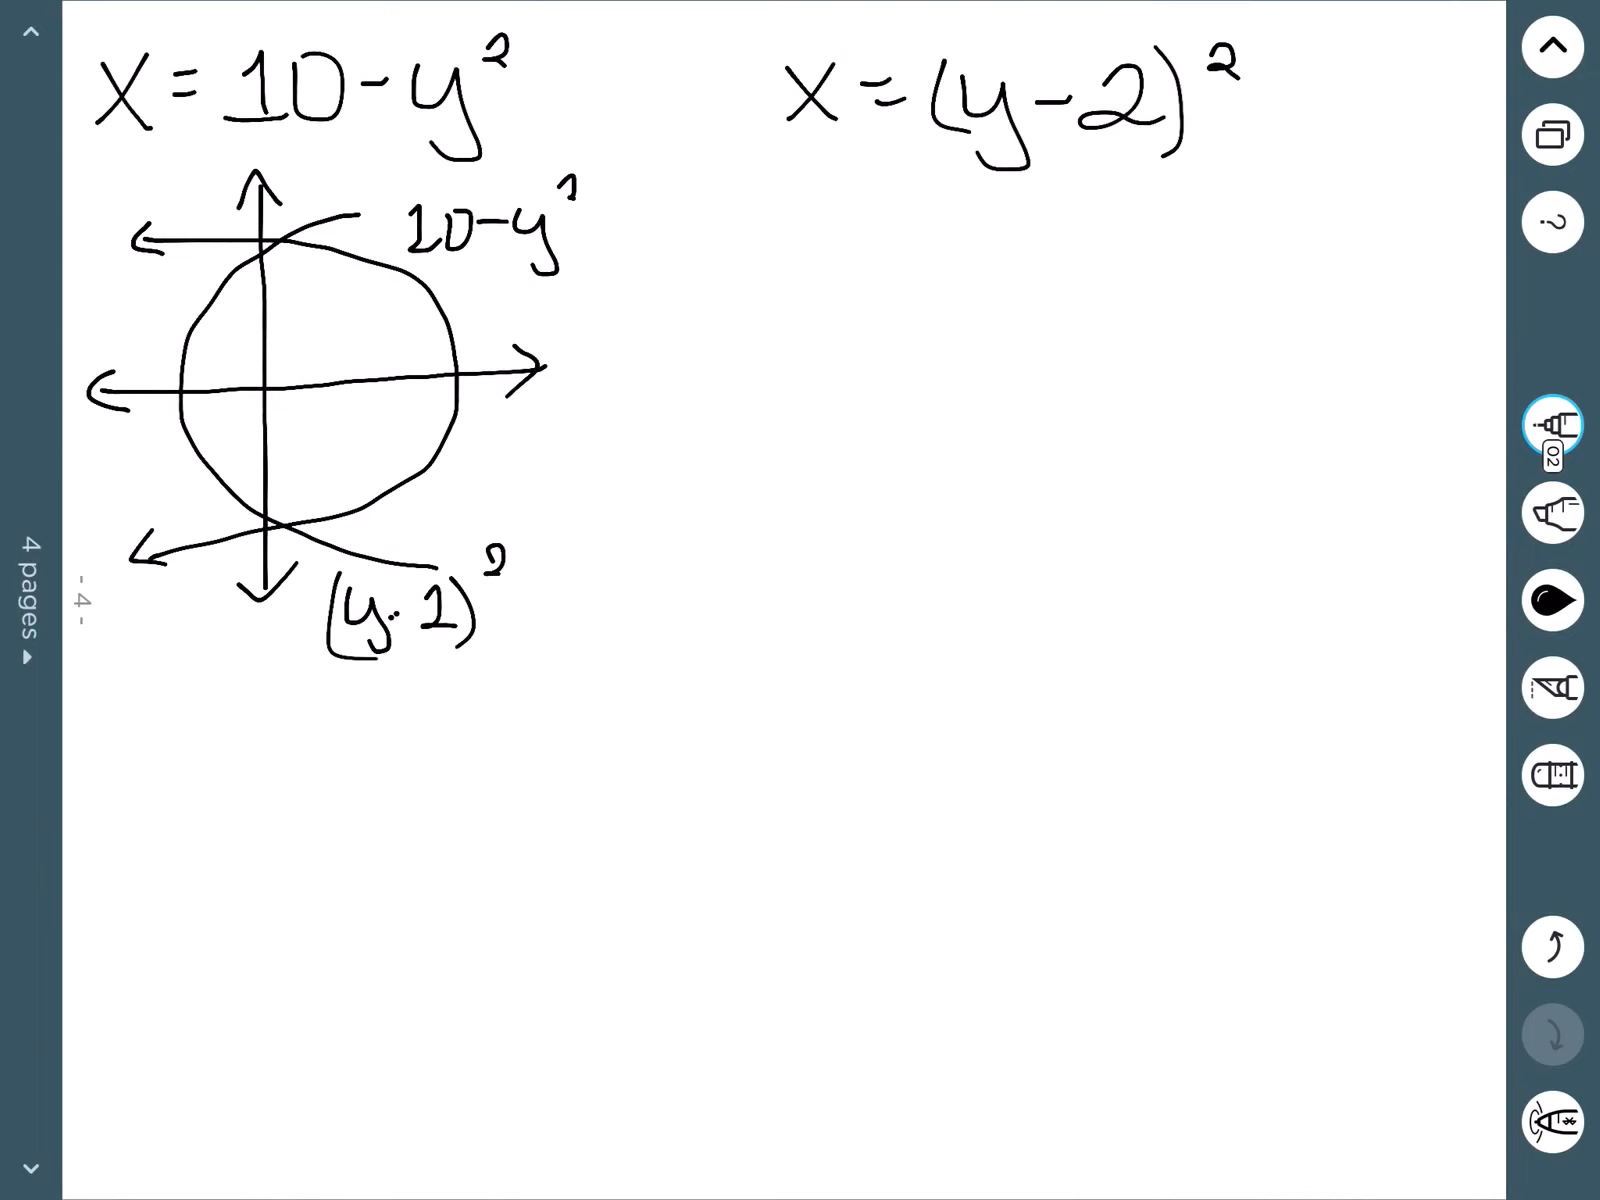 x = 10 - y²
x = (y - 2)²
10 - y²
(y - 2)²
4 pages
- 4 -
?
02